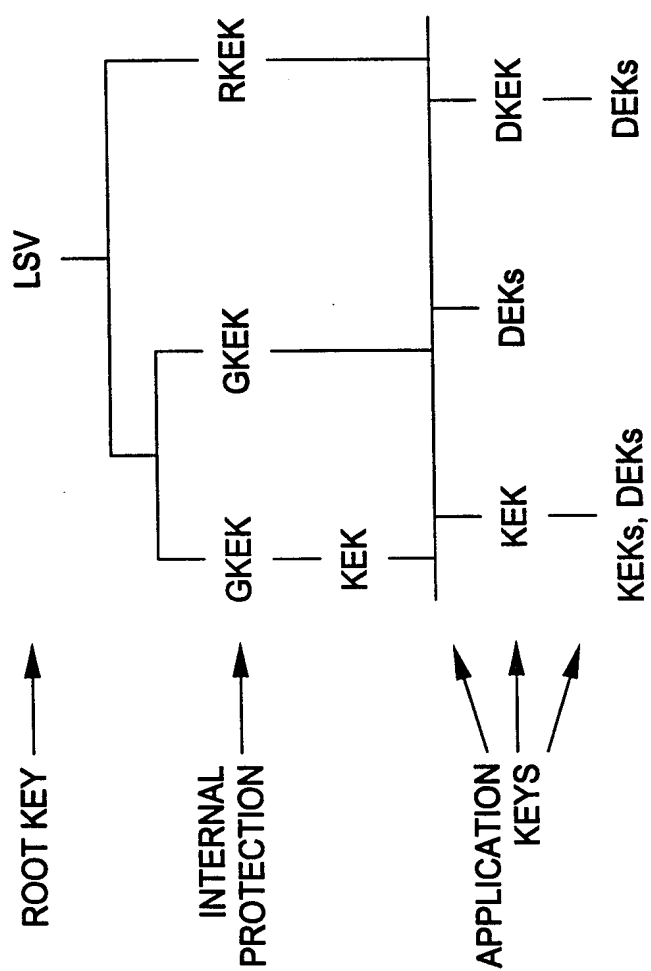 LSV
ROOT KEY
GKEK
GKEK
RKEK
INTERNAL
PROTECTION
KEK
KEK
DEKs
DKEK
APPLICATION
KEYS
KEKs, DEKs
DEKs